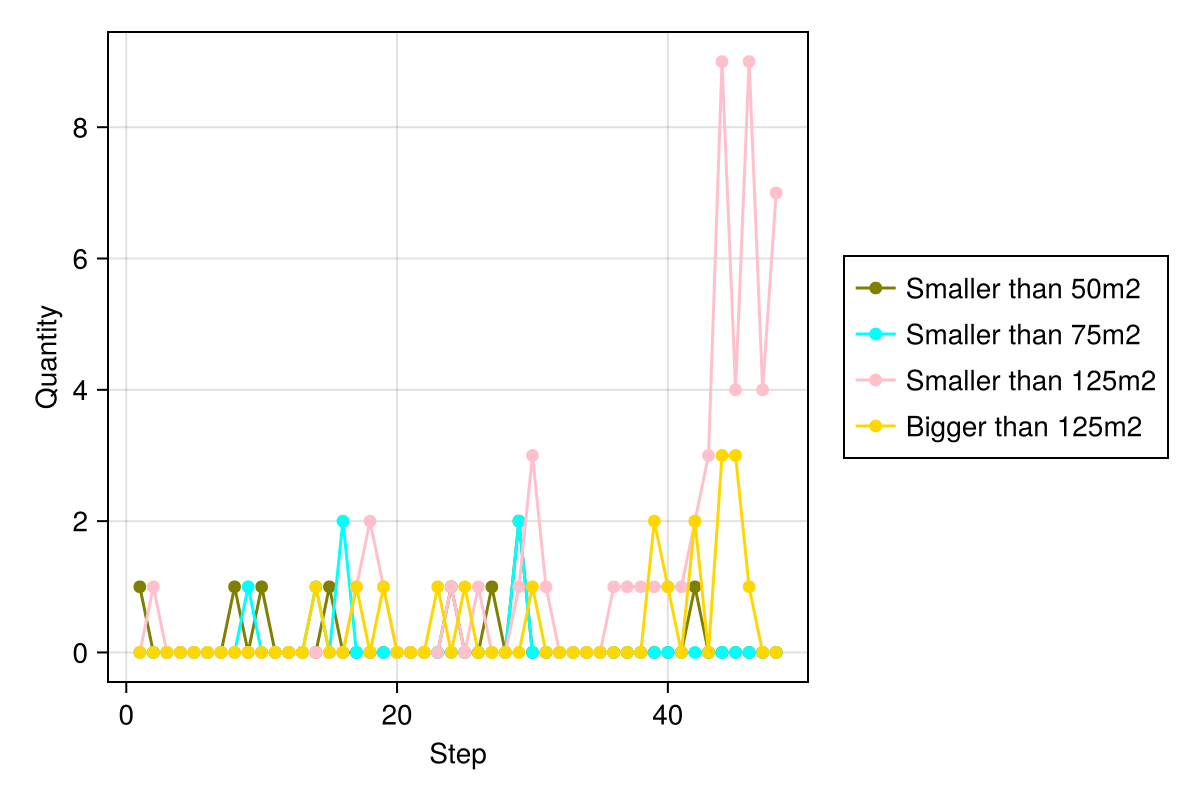 8
6
4
2
0
Quantity
0 20 40
Step
Smaller than 50m2
Smaller than 75m2
Smaller than 125m2
Bigger than 125m2